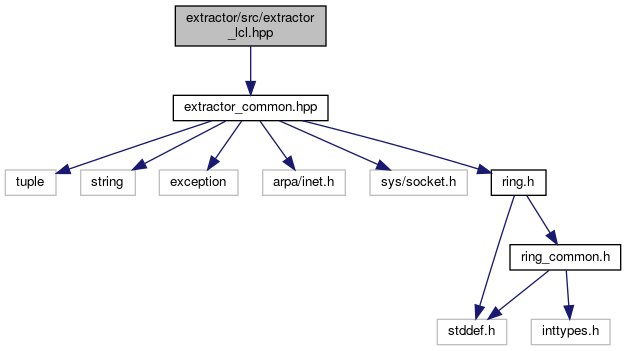 extractor/src/extractor
_lcl.hpp
extractor_common.hpp
tuple
string
exception
arpa/inet.h
sys/socket.h
ring.h
ring_common.h
stddef.h
inttypes.h